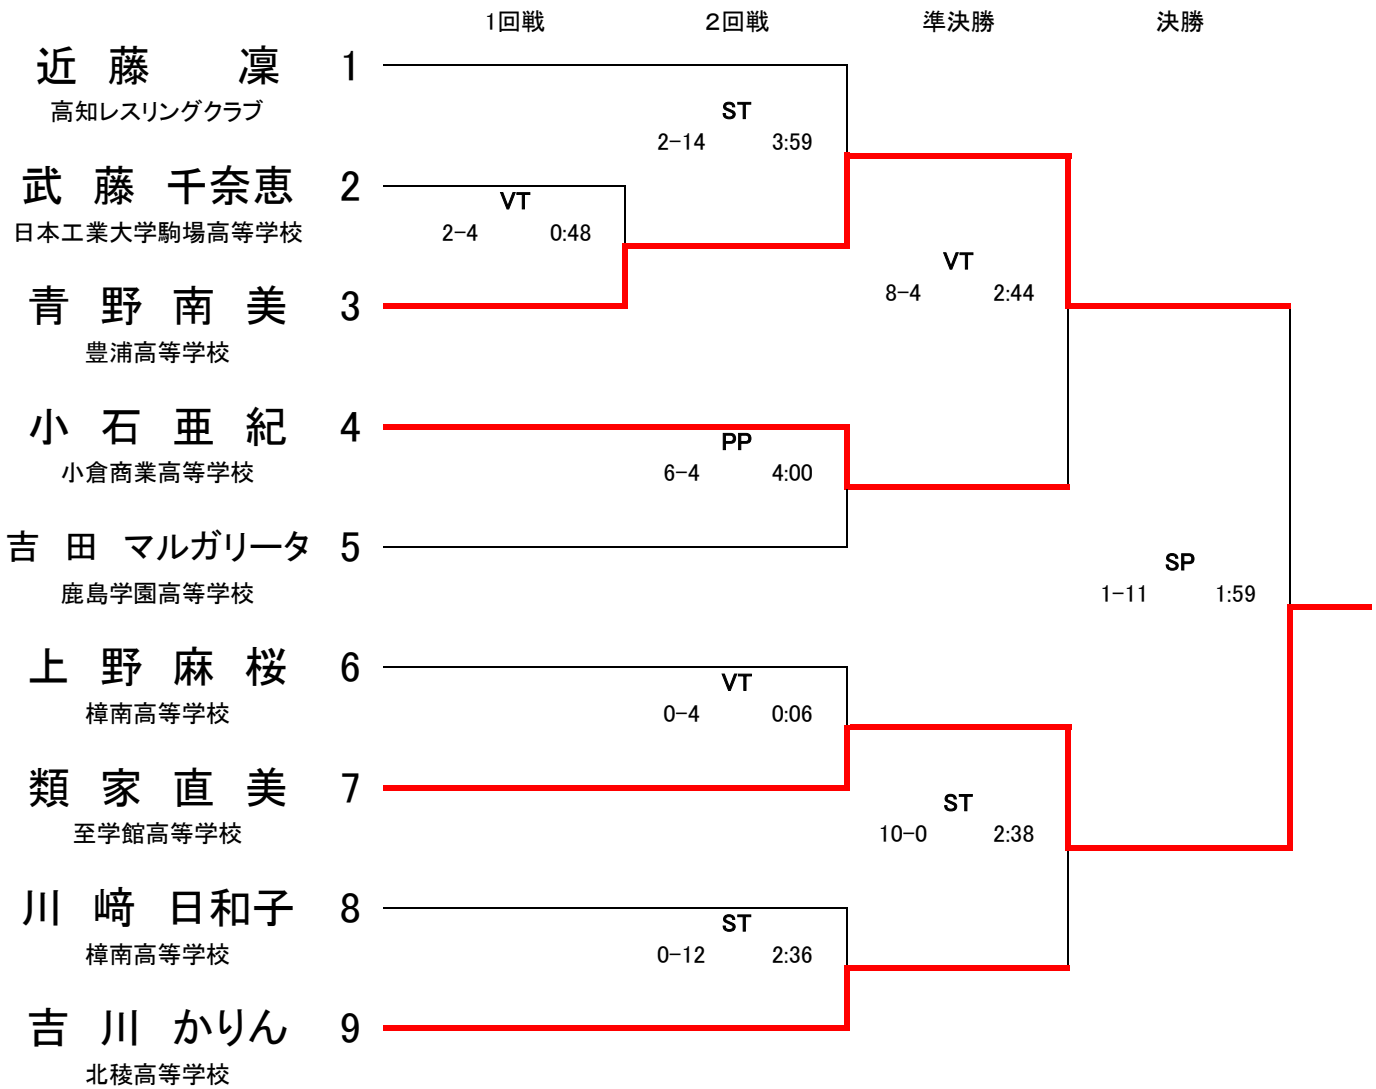 1回戦 ２回戦 準決勝 決勝
近 藤 凜 1
高知レスリングクラブ
ST
2-14 3:59
武 藤 千奈恵 2
VT
日本工業大学駒場高等学校
2-4 0:48
VT
青 野 南 美 3
8-4 2:44
豊浦高等学校
小 石 亜 紀 4
PP
小倉商業高等学校
6-4 4:00
吉 田 マルガリータ 5
SP
鹿島学園高等学校
1-11 1:59
上 野 麻 桜 6
VT
樟南高等学校
0-4 0:06
類 家 直 美 7
ST
至学館高等学校
10-0 2:38
川 﨑 日和子 8
ST
樟南高等学校
0-12 2:36
吉 川 かりん 9
北稜高等学校